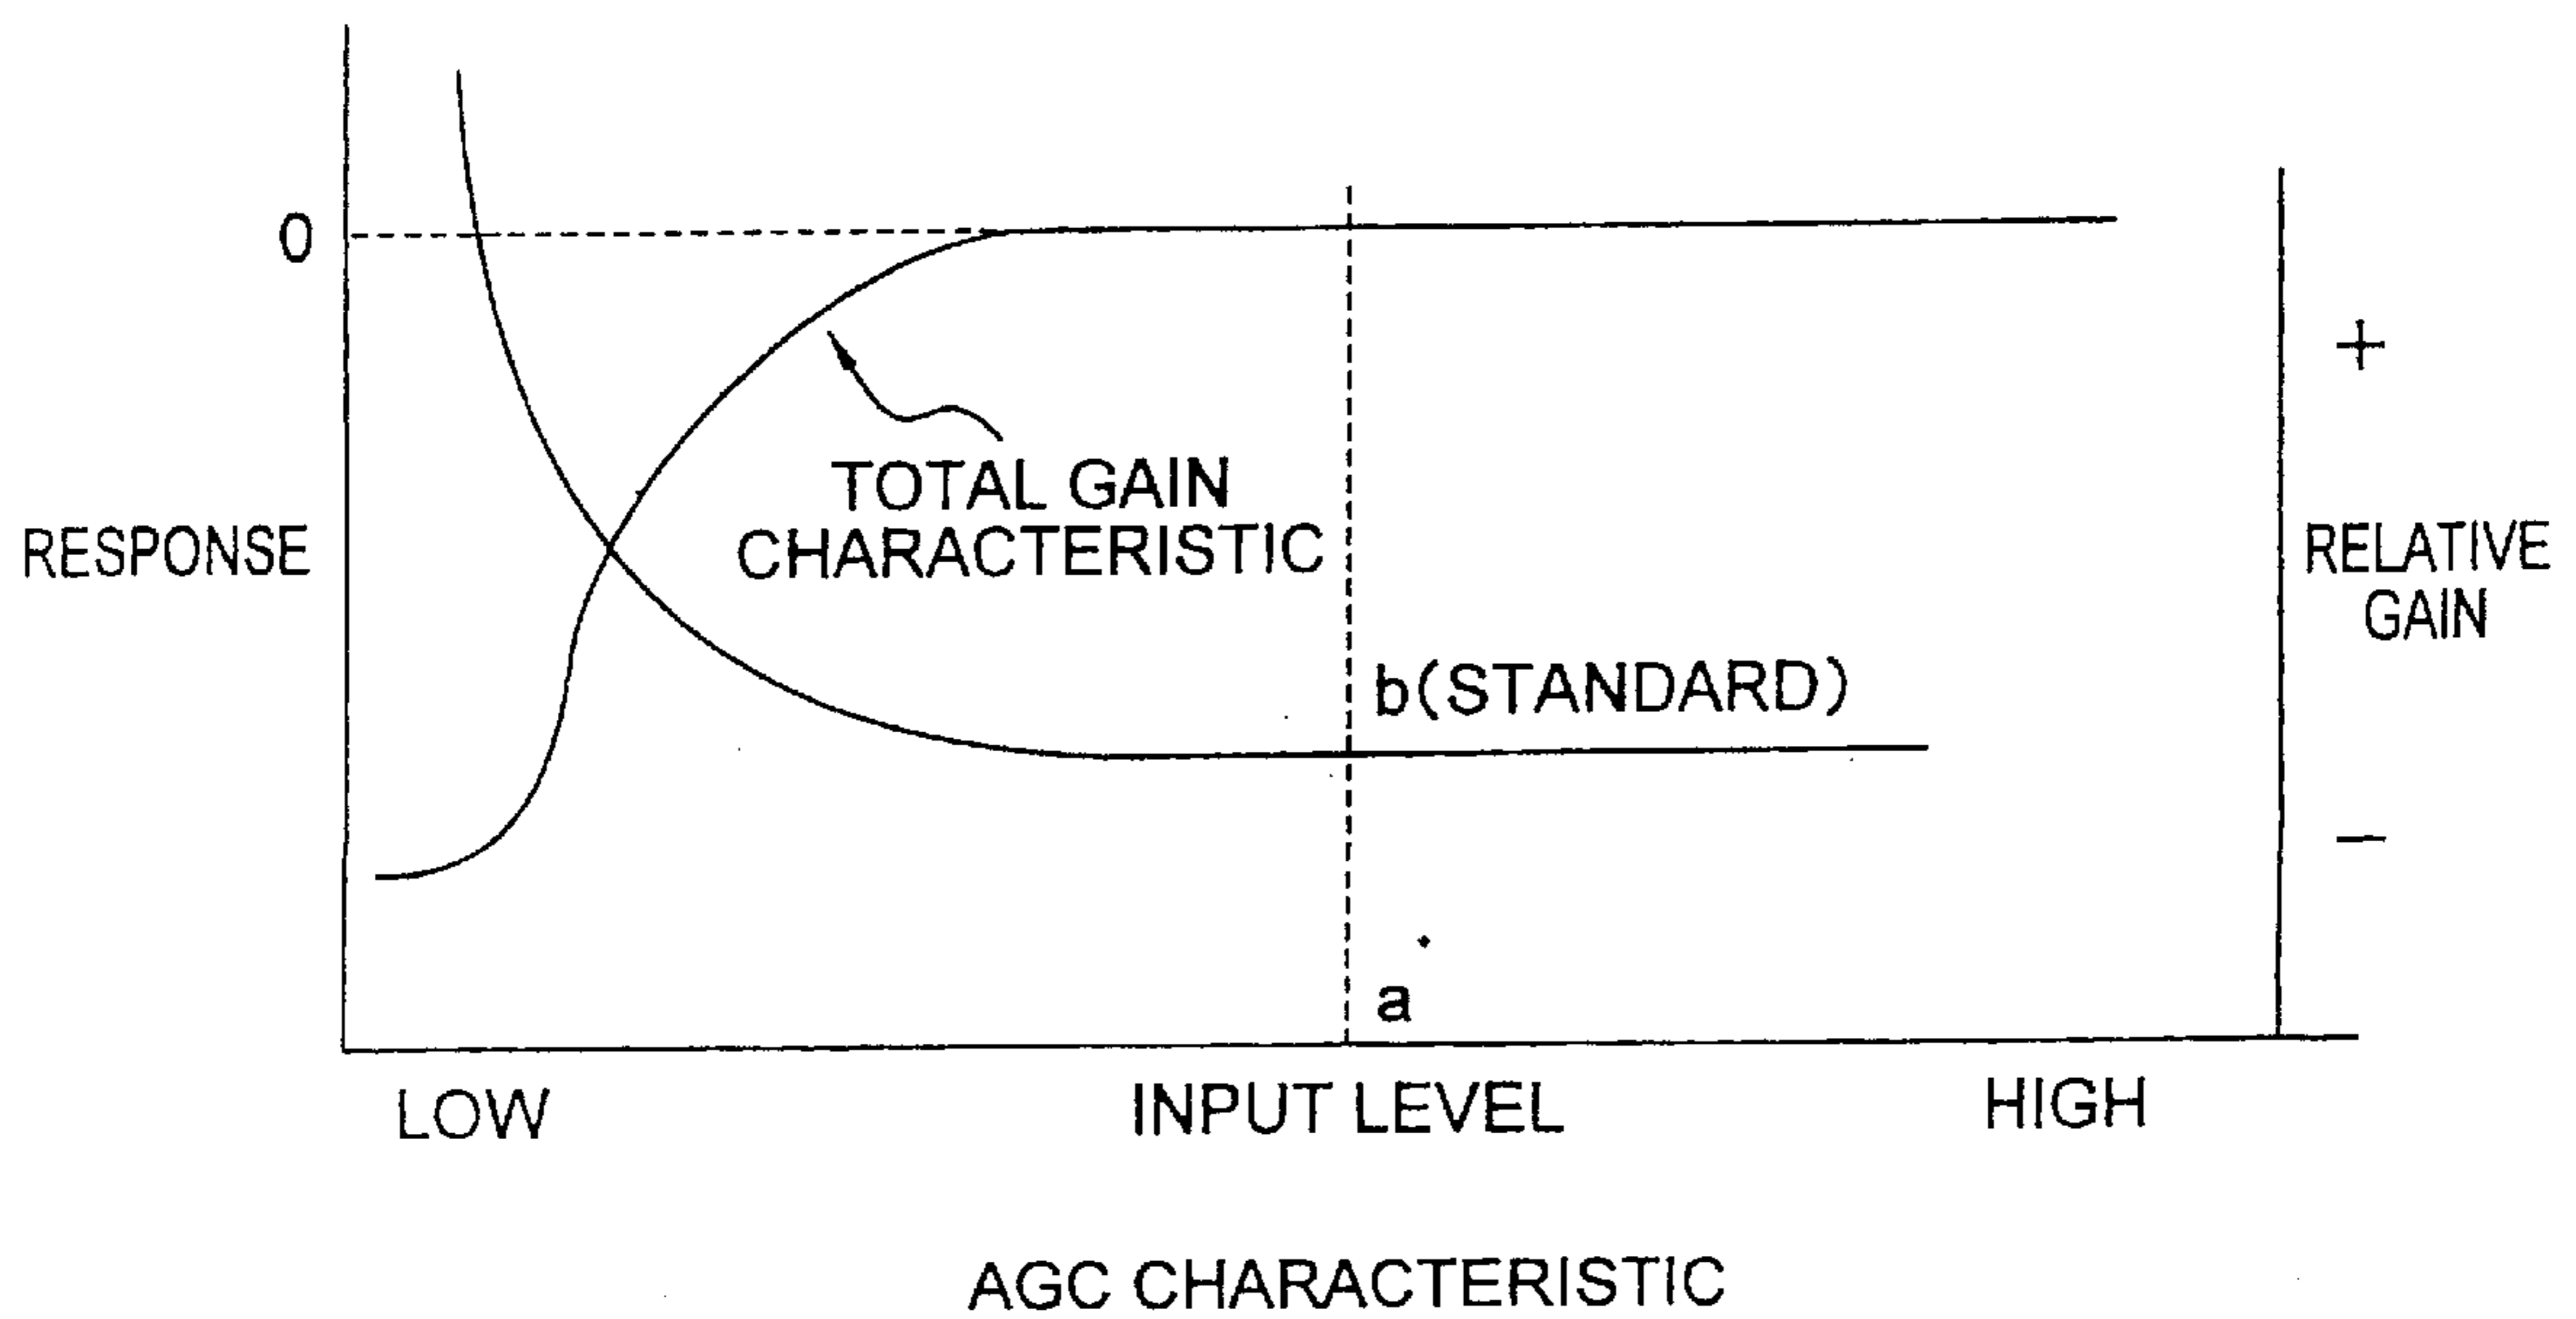 0
+
TOTAL GAIN
CHARACTERISTIC
RESPONSE
RELATIVE
GAIN
b(STANDARD)
−
a
LOW
INPUT LEVEL
HIGH
AGC CHARACTERISTIC